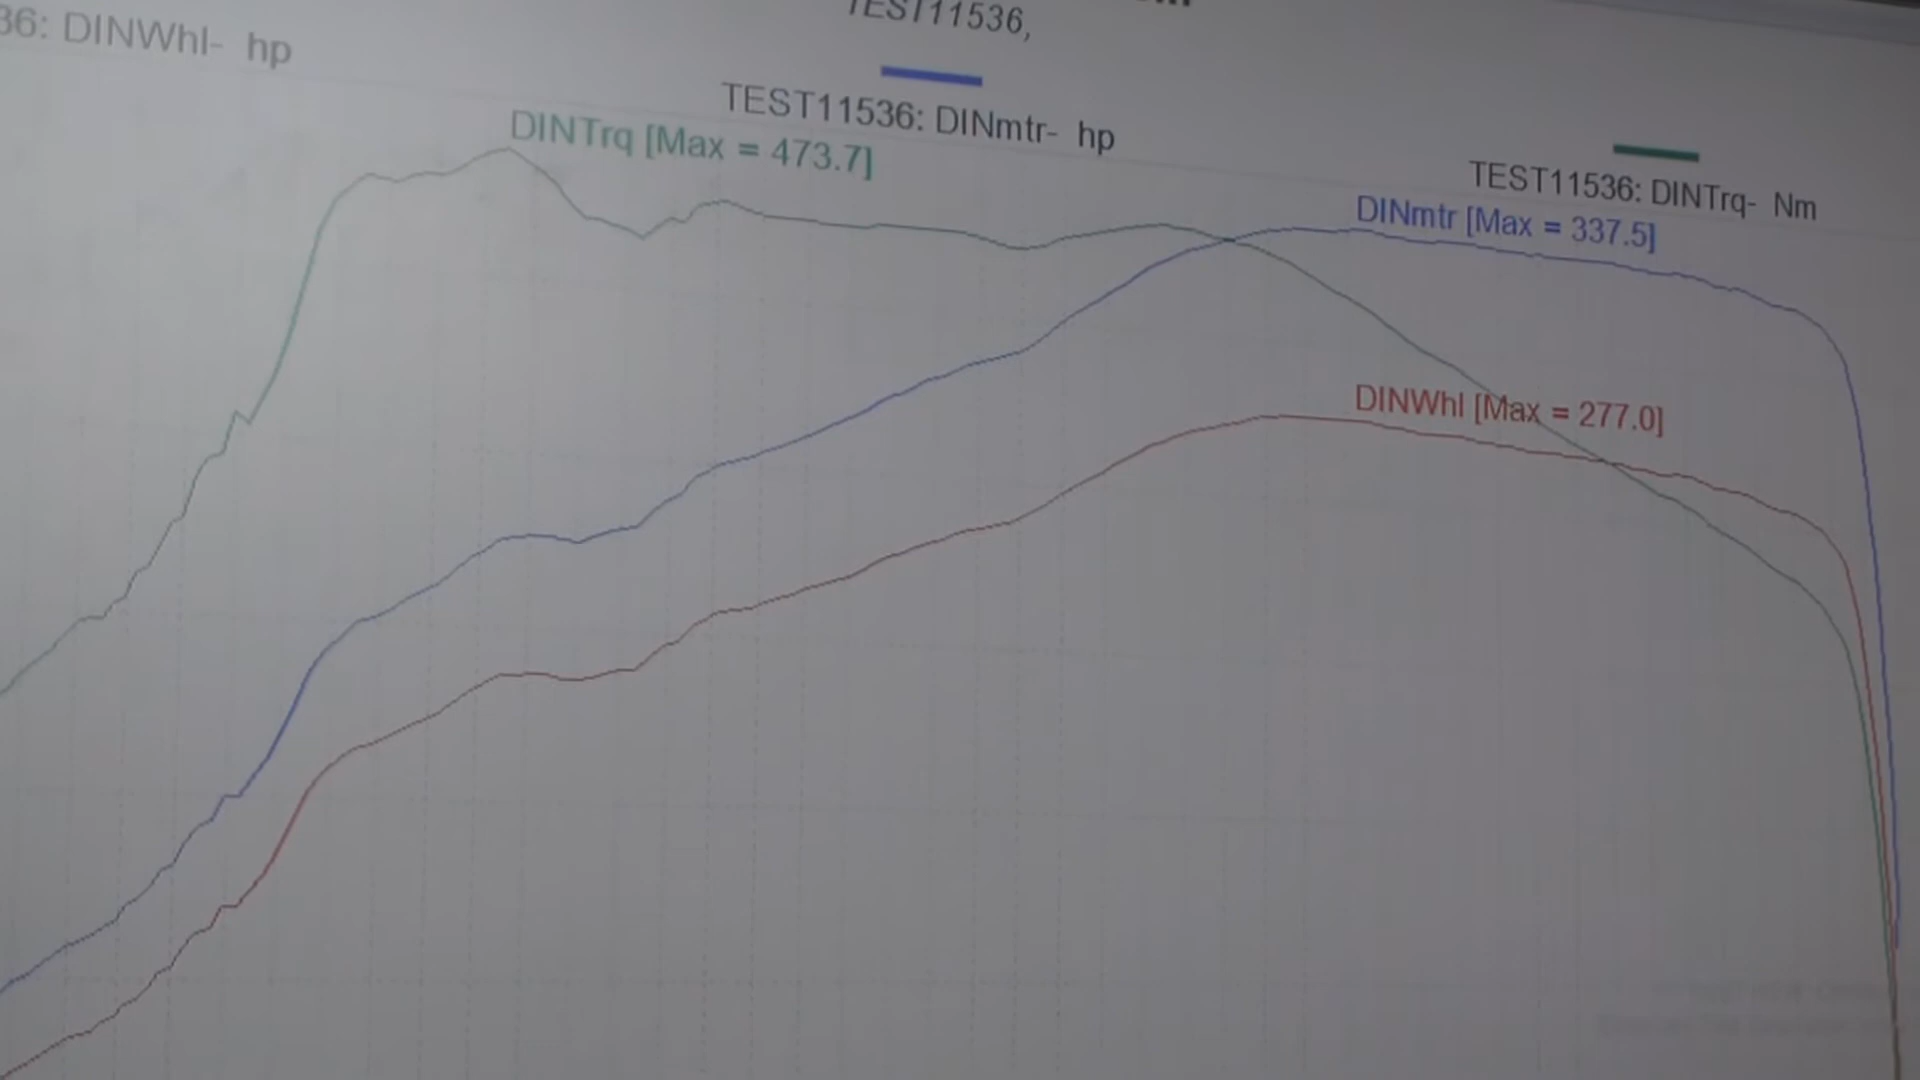 36: DINWhl- hp
TEST11536,
TEST11536: DINmtr- hp
TEST11536: DINTrq- Nm
DINTrq [Max = 473.7]
DINmtr [Max = 337.5]
DINWhl [Max = 277.0]